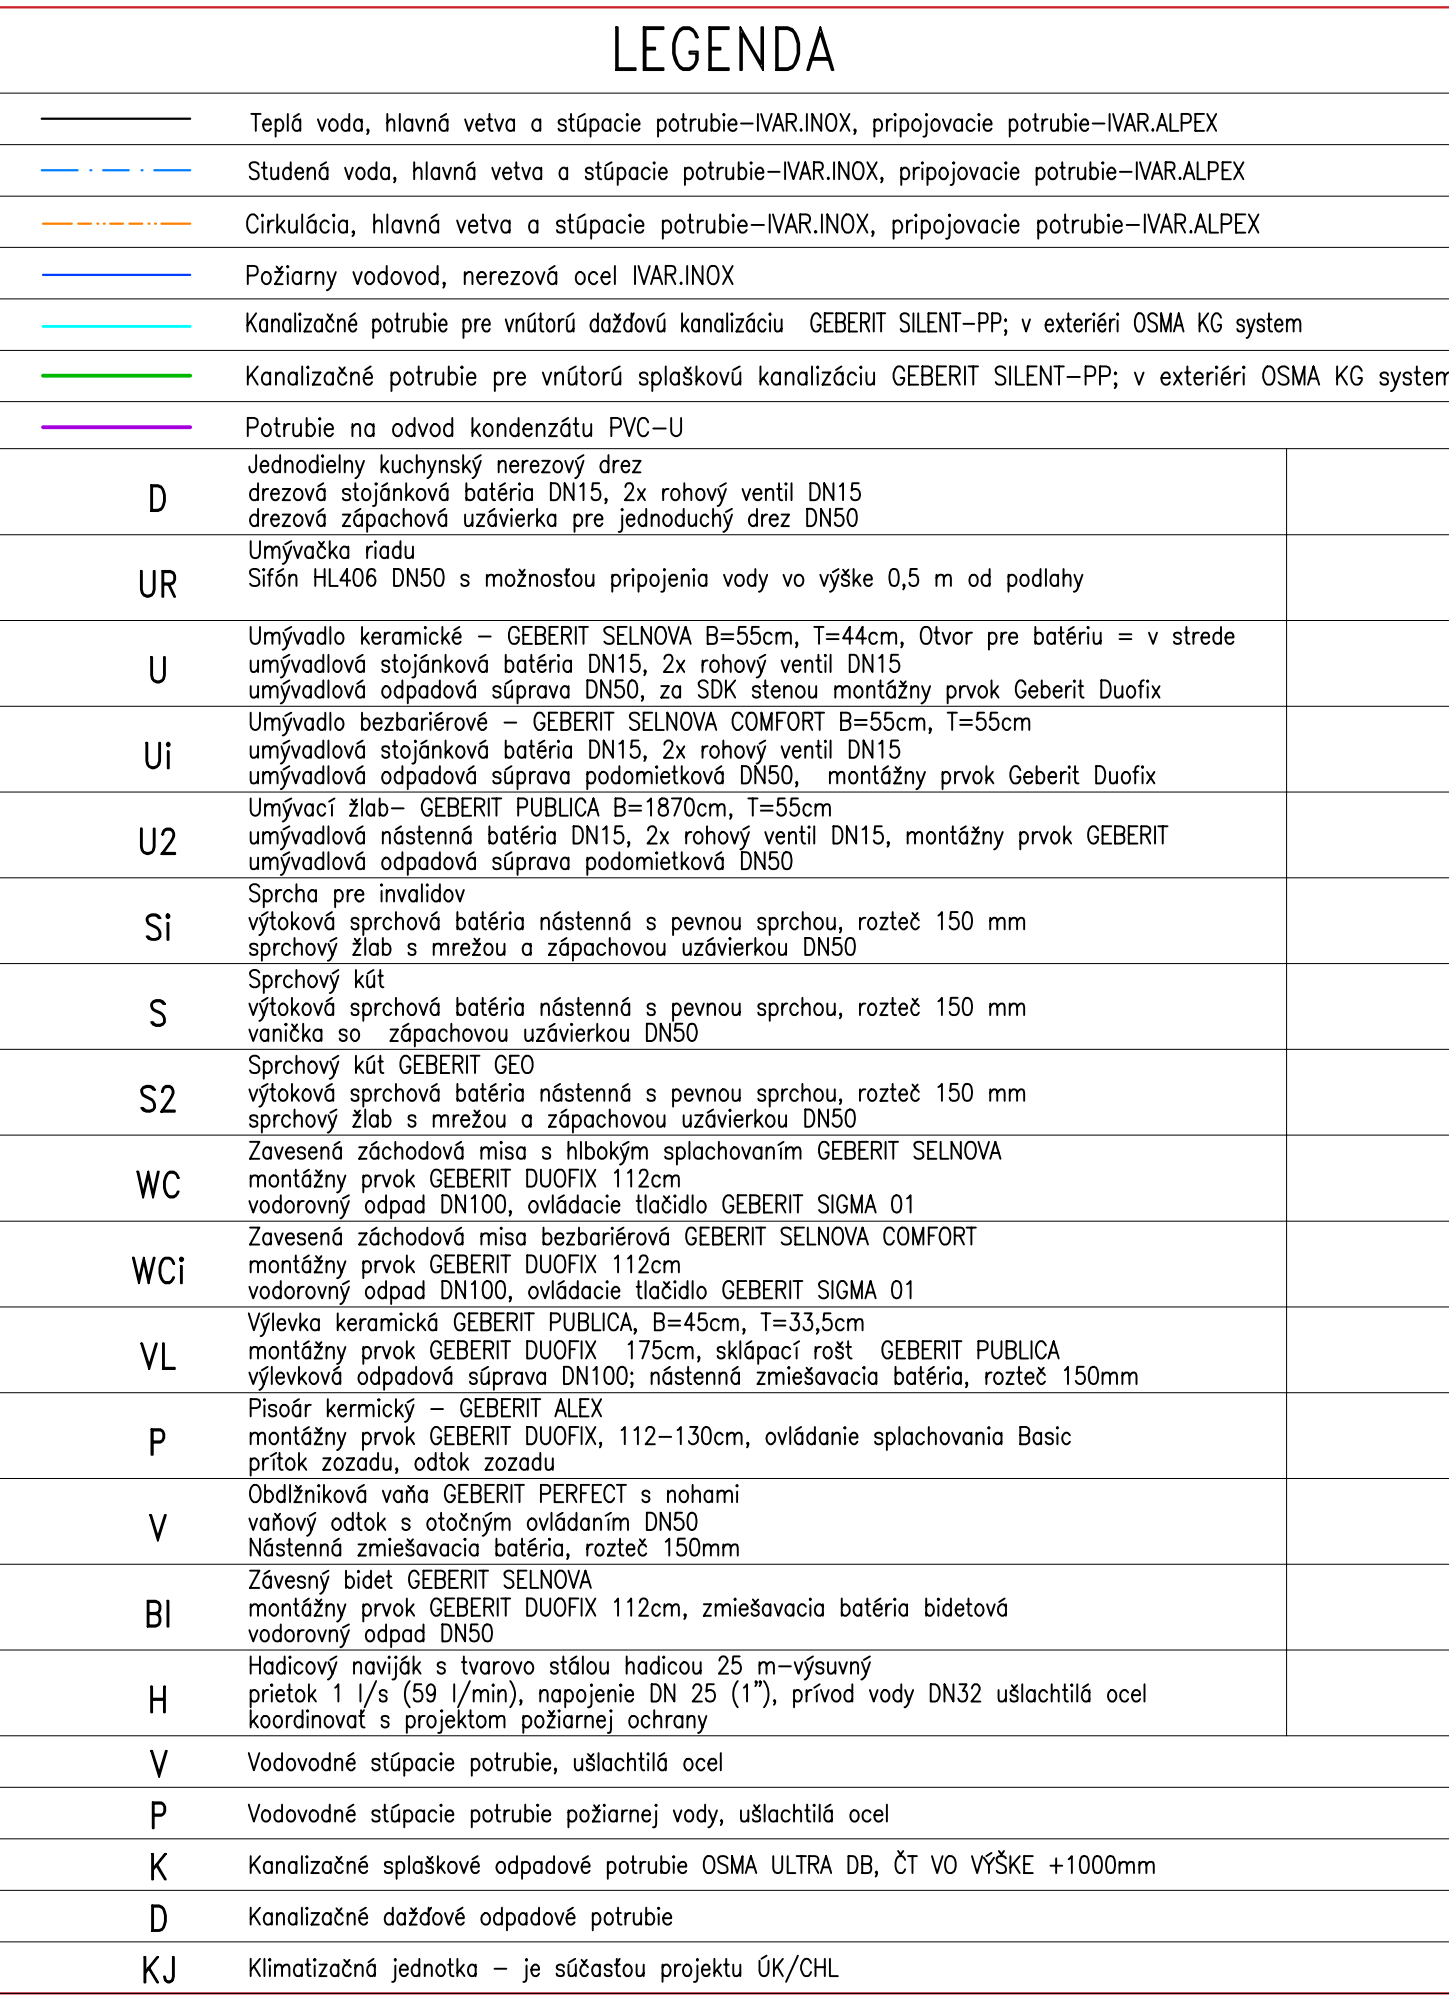 LEGENDA
Teplá voda, hlavná vetva a stúpacie potrubie-IVAR.INOX, pripojovacie potrubie-IVAR.ALPEX
Studená voda, hlavná vetva a stúpacie potrubie-IVAR.INOX, pripojovacie potrubie-IVAR.ALPEX
Cirkulácia, hlavná vetva a stúpacie potrubie-IVAR.INOX, pripojovacie potrubie-IVAR.ALPEX
Požiarny vodovod, nerezová ocel IVAR.INOX
Kanalizačné potrubie pre vnútorú dažďovú kanalizáciu GEBERIT SILENT-PP; v exteriéri OSMA KG system
Kanalizačné potrubie pre vnútorú splaškovú kanalizáciu GEBERIT SILENT-PP; v exteriéri OSMA KG system
Potrubie na odvod kondenzátu PVC-U
D
Jednodielny kuchynský nerezový drez
drezová stojánková batéria DN15, 2x rohový ventil DN15
drezová zápachová uzávierka pre jednoduchý drez DN50
UR
Umývačka riadu
Sifón HL406 DN50 s možnosťou pripojenia vody vo výške 0,5 m od podlahy
U
Umývadlo keramické - GEBERIT SELNOVA B=55cm, T=44cm, Otvor pre batériu = v strede
umývadlová stojánková batéria DN15, 2x rohový ventil DN15
umývadlová odpadová súprava DN50, za SDK stenou montážny prvok Geberit Duofix
Ui
Umývadlo bezbariérové - GEBERIT SELNOVA COMFORT B=55cm, T=55cm
umývadlová stojánková batéria DN15, 2x rohový ventil DN15
umývadlová odpadová súprava podomietková DN50, montážny prvok Geberit Duofix
U2
Umývací žlab- GEBERIT PUBLICA B=1870cm, T=55cm
umývadlová nástenná batéria DN15, 2x rohový ventil DN15, montážny prvok GEBERIT
umývadlová odpadová súprava podomietková DN50
Si
Sprcha pre invalidov
výtoková sprchová batéria nástenná s pevnou sprchou, rozteč 150 mm
sprchový žlab s mrežou a zápachovou uzávierkou DN50
S
Sprchový kút
výtoková sprchová batéria nástenná s pevnou sprchou, rozteč 150 mm
vanička so zápachovou uzávierkou DN50
S2
Sprchový kút GEBERIT GEO
výtoková sprchová batéria nástenná s pevnou sprchou, rozteč 150 mm
sprchový žlab s mrežou a zápachovou uzávierkou DN50
WC
Zavesená záchodová misa s hlbokým splachovaním GEBERIT SELNOVA
montážny prvok GEBERIT DUOFIX 112cm
vodorovný odpad DN100, ovládacie tlačidlo GEBERIT SIGMA 01
WCi
Zavesená záchodová misa bezbariérová GEBERIT SELNOVA COMFORT
montážny prvok GEBERIT DUOFIX 112cm
vodorovný odpad DN100, ovládacie tlačidlo GEBERIT SIGMA 01
VL
Výlevka keramická GEBERIT PUBLICA, B=45cm, T=33,5cm
montážny prvok GEBERIT DUOFIX 175cm, sklápací rošt GEBERIT PUBLICA
výlevková odpadová súprava DN100; nástenná zmiešavacia batéria, rozteč 150mm
P
Pisoár kermický - GEBERIT ALEX
montážny prvok GEBERIT DUOFIX, 112-130cm, ovládanie splachovania Basic
prítok zozadu, odtok zozadu
V
Obdlžniková vaňa GEBERIT PERFECT s nohami
vaňový odtok s otočným ovládaním DN50
Nástenná zmiešavacia batéria, rozteč 150mm
BI
Závesný bidet GEBERIT SELNOVA
montážny prvok GEBERIT DUOFIX 112cm, zmiešavacia batéria bidetová
vodorovný odpad DN50
H
Hadicový naviják s tvarovo stálou hadicou 25 m-výsuvný
prietok 1 l/s (59 l/min), napojenie DN 25 (1"), prívod vody DN32 ušlachtilá ocel
koordinovať s projektom požiarnej ochrany
V
Vodovodné stúpacie potrubie, ušlachtilá ocel
P
Vodovodné stúpacie potrubie požiarnej vody, ušlachtilá ocel
K
Kanalizačné splaškové odpadové potrubie OSMA ULTRA DB, ČT VO VÝŠKE +1000mm
D
Kanalizačné dažďové odpadové potrubie
KJ
Klimatizačná jednotka - je súčasťou projektu ÚK/CHL